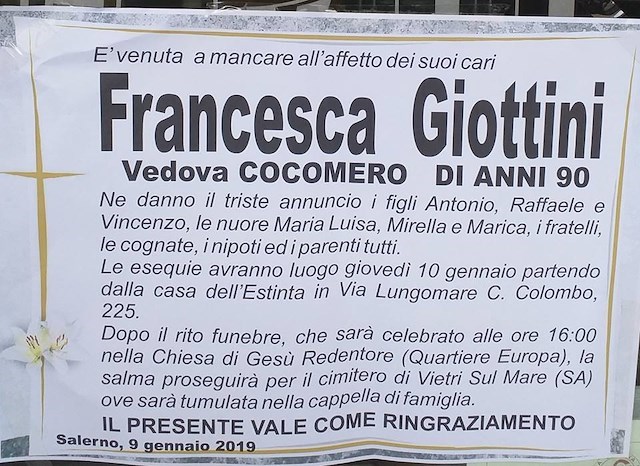 E' venuta a mancare all'affetto dei suoi cari
Francesca Giottini
Vedova COCOMERO DI ANNI 90
Ne danno il triste annuncio i figli Antonio, Raffaele e
Vincenzo, le nuore Maria Luisa, Mirella e Marica, i fratelli,
le cognate, i nipoti ed i parenti tutti.
Le esequie avranno luogo giovedì 10 gennaio partendo
dalla casa dell'Estinta in Via Lungomare C. Colombo,
225.
Dopo il rito funebre, che sarà celebrato alle ore 16:00
nella Chiesa di Gesù Redentore (Quartiere Europa), la
salma proseguirà per il cimitero di Vietri Sul Mare (SA)
ove sarà tumulata nella cappella di famiglia.
IL PRESENTE VALE COME RINGRAZIAMENTO
Salerno, 9 gennaio 2019